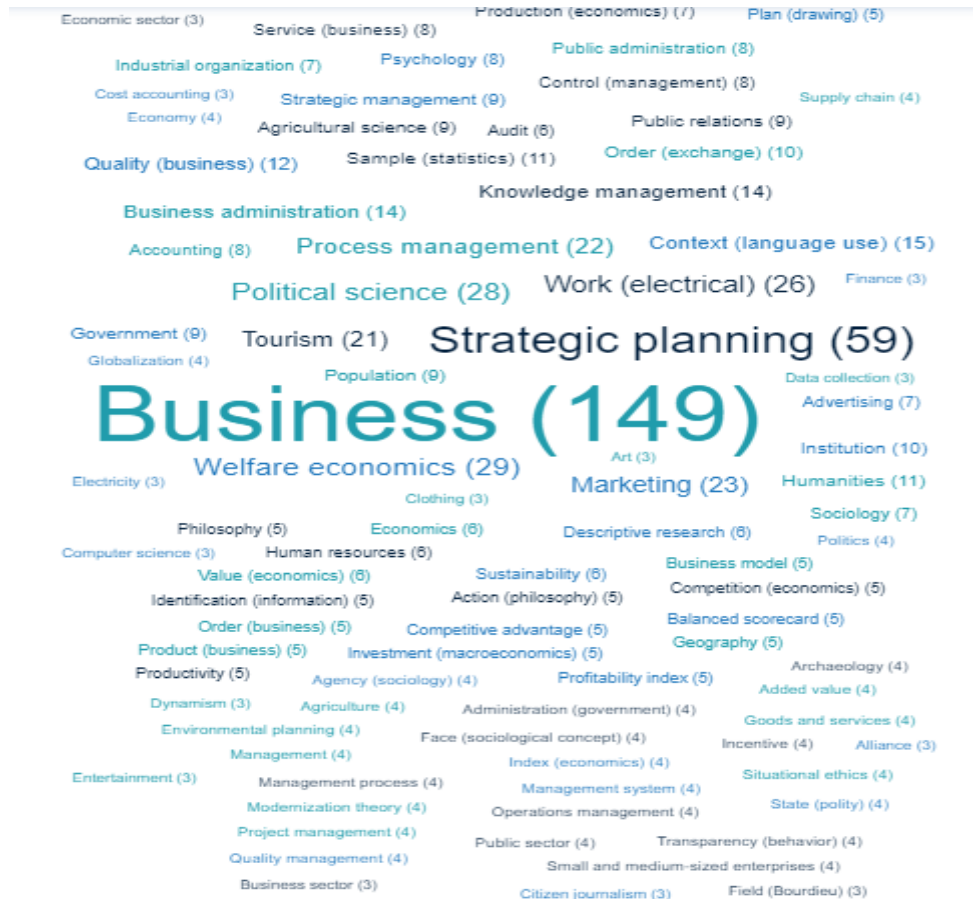 Production (economics) (7)
Plan (drawing) (5)
Economic sector (3)
Service (business) (8)
Public administration (8)
Psychology (8)
Industrial organization (7)
Control (management) (8)
Cost accounting (3)
Strategic management (9)
Supply chain (4)
Economy (4)
Agricultural science (9)
Audit (6)
Public relations (9)
Quality (business) (12)
Sample (statistics) (11)
Order (exchange) (10)
Knowledge management (14)
Business administration (14)
Accounting (8)
Process management (22)
Context (language use) (15)
Political science (28)
Work (electrical) (26)
Finance (3)
Government (9)
Tourism (21)
Strategic planning (59)
Globalization (4)
Population (9)
Data collection (3)
Business (149)
Advertising (7)
Institution (10)
Art (3)
Welfare economics (29)
Electricity (3)
Marketing (23)
Humanities (11)
Clothing (3)
Sociology (7)
Philosophy (5)
Economics (6)
Descriptive research (6)
Politics (4)
Computer science (3)
Human resources (6)
Business model (5)
Value (economics) (6)
Sustainability (6)
Competition (economics) (5)
Identification (information) (5)
Action (philosophy) (5)
Order (business) (5)
Competitive advantage (5)
Balanced scorecard (5)
Geography (5)
Product (business) (5)
Investment (macroeconomics) (5)
Productivity (5)
Agency (sociology) (4)
Profitability index (5)
Archaeology (4)
Added value (4)
Dynamism (3)
Agriculture (4)
Administration (government) (4)
Goods and services (4)
Environmental planning (4)
Face (sociological concept) (4)
Incentive (4)
Alliance (3)
Management (4)
Index (economics) (4)
Entertainment (3)
Management process (4)
Management system (4)
Situational ethics (4)
Modernization theory (4)
Operations management (4)
State (polity) (4)
Project management (4)
Public sector (4)
Transparency (behavior) (4)
Quality management (4)
Small and medium-sized enterprises (4)
Business sector (3)
Citizen journalism (3)
Field (Bourdieu) (3)